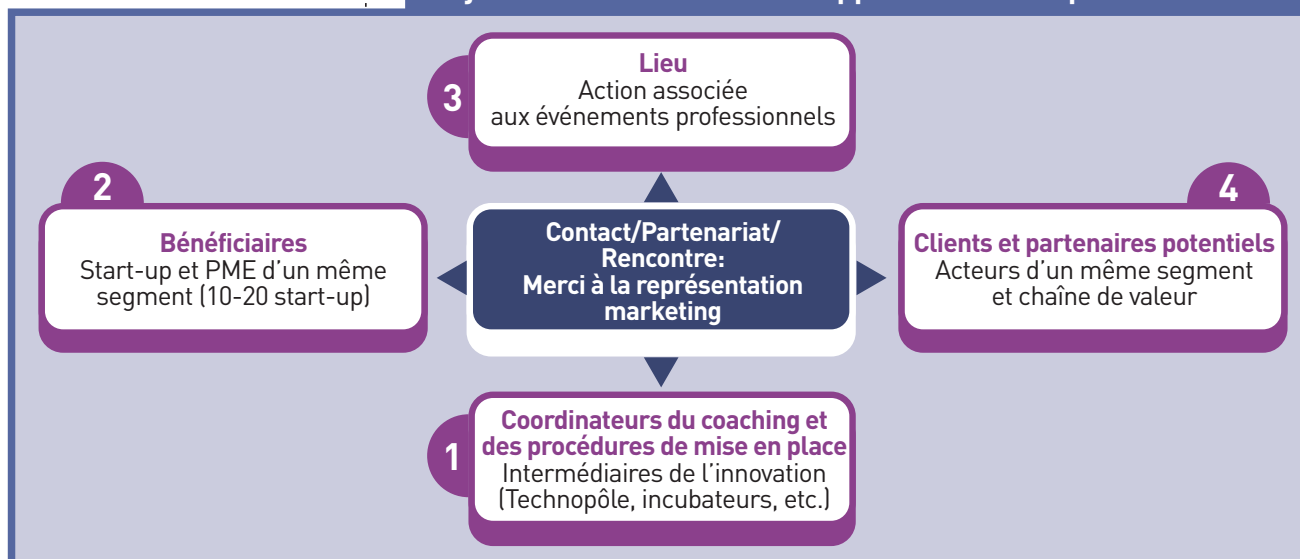 3
Lieu
Action associée
aux événements professionnels
2
Bénéficiaires
Start-up et PME d’un même
segment (10-20 start-up)
Contact/Partenariat/
Rencontre:
Merci à la représentation
marketing
4
Clients et partenaires potentiels
Acteurs d’un même segment
et chaîne de valeur
1
Coordinateurs du coaching et
des procédures de mise en place
Intermédiaires de l’innovation
(Technopôle, incubateurs, etc.)